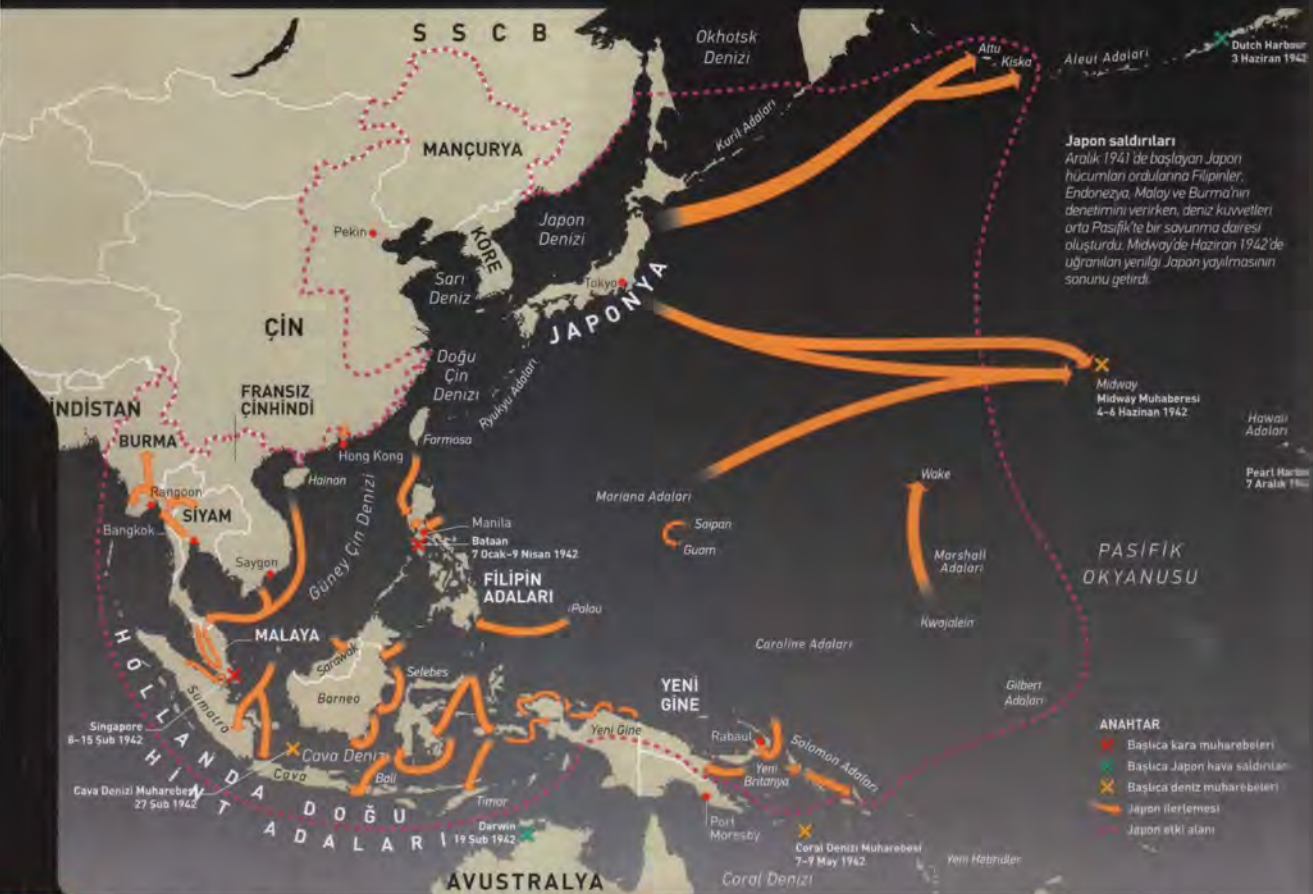 S S C B
Okhotsk
Denizi
Attu
Kiska
Aleut Adaları
Dutch Harbour
3 Haziran 1942
Kuril Adaları
MANÇURYA
Japon saldırıları
Aralık 1941'de başlayan Japon
hücumları ordularına Filipinler,
Endonezya, Malay ve Burma'nın
denetimini verirken, deniz kuvvetleri
orta Pasifik'te bir savunma dairesi
oluşturdu. Midway'de Haziran 1942'de
uğranılan yenilgi Japon yayılmasının
sonunu getirdi.
Pekin
KORE
Japon
Denizi
Sarı
Deniz
Tokyo
JAPONYA
ÇİN
Doğu
Çin
Denizi
Ryukyu Adaları
Midway
Midway Muhaberesi
4–6 Hazinan 1942
FRANSIZ
ÇİNHİNDİ
HİNDİSTAN
BURMA
Formosa
Hong Kong
Hainan
Hawaii
Adaları
Pearl
7 Aralık
Rangoon
SİYAM
Bangkok
Güney Çin Denizi
Manila
Bataan
7 Ocak–9 Nisan 1942
Mariana Adaları
Saipan
Guam
Wake
Marshall
Adaları
PASIFIK
OKYANUSU
Saygon
FİLİPİN
ADALARI
Palau
Kwajalein
MALAYA
Caroline Adaları
Sarawak
Selebes
Sumatra
Borneo
YENİ
GİNE
Gilbert
Adaları
Singapore
8–15 Şub 1942
Yeni Gine
Rabaul
Solomon Adaları
Cava Denizi
Cava
Bali
Yeni
Britanya
Cava Denizi Muharebesi
27 Şub 1942
HOLLANDA DOĞU
HİNT ADALARI
Timor
Darwin
19 Şub 1942
Port
Moresby
Coral Denizi Muharebesi
7–9 May 1942
AVUSTRALYA
Coral Denizi
Yeni Hebridler
ANAHTAR
Başlıca kara muharebeleri
Başlıca Japon hava saldırıları
Başlıca deniz muharebeleri
Japon ilerlemesi
Japon etki alanı